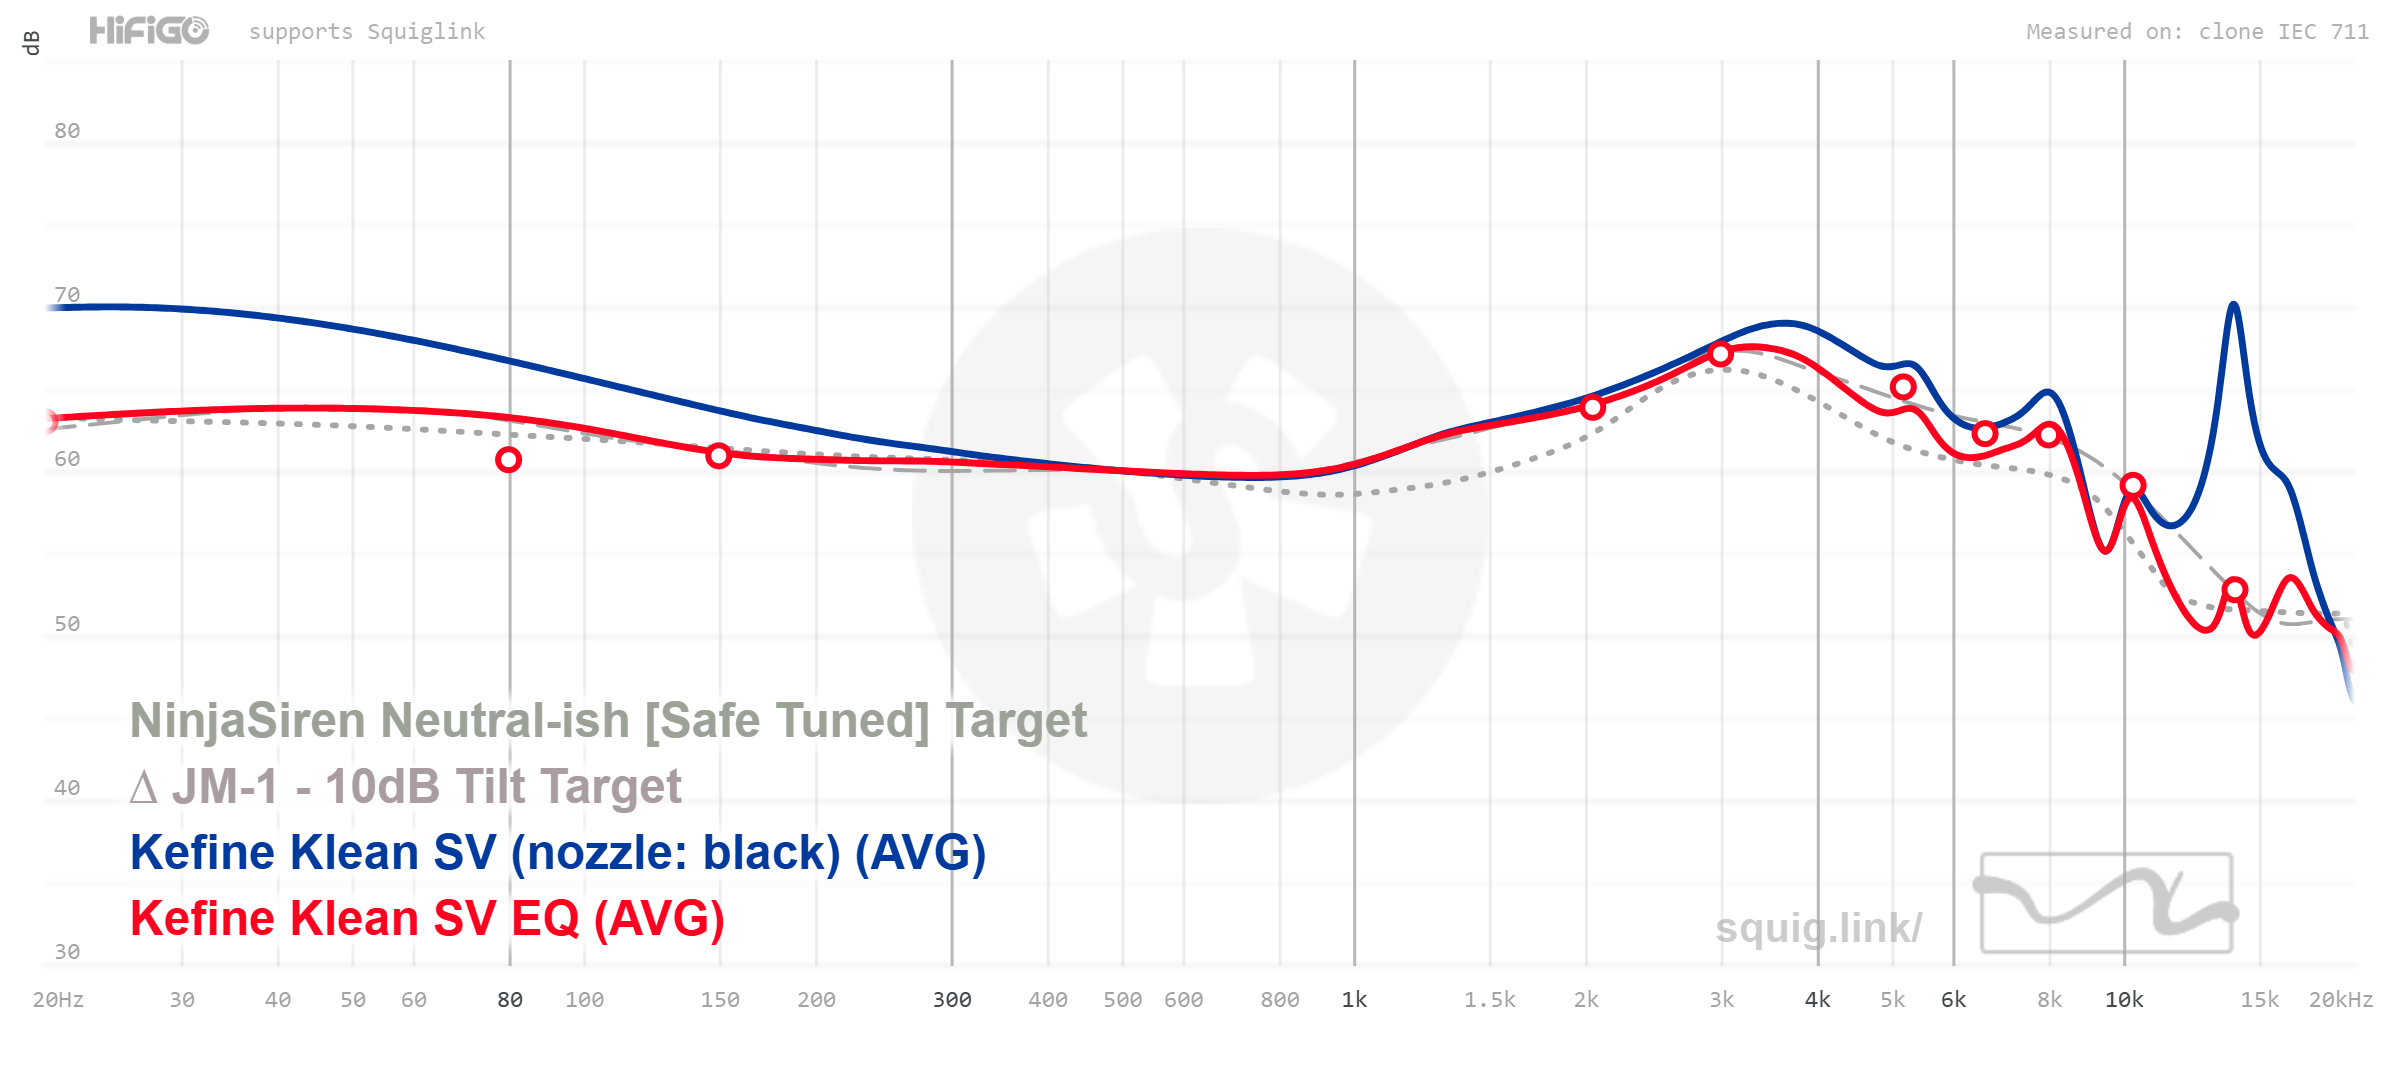 HiFiGO supports Squiglink
Measured on: clone IEC 711
dB
80
70
60
50
40
30
NinjaSiren Neutral-ish [Safe Tuned] Target
Δ JM-1 - 10dB Tilt Target
Kefine Klean SV (nozzle: black) (AVG)
Kefine Klean SV EQ (AVG)
squig.link/
20Hz 30 40 50 60 80 100 150 200 300 400 500 600 800 1k 1.5k 2k 3k 4k 5k 6k 8k 10k 15k 20kHz